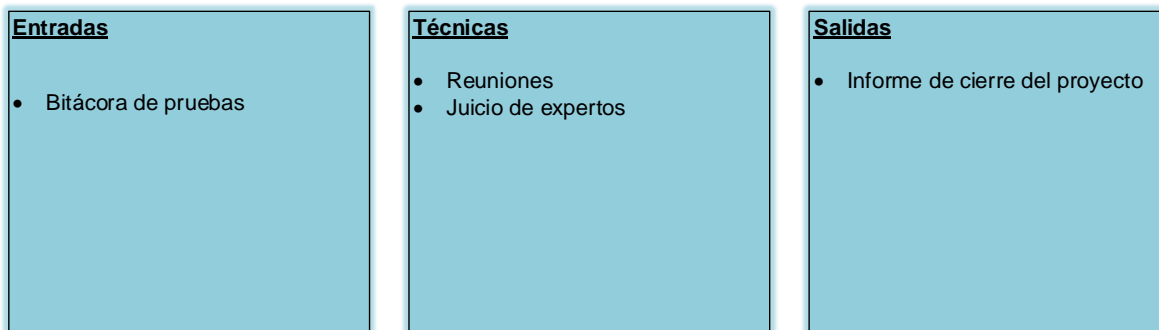 Entradas
• Bitácora de pruebas
Técnicas
• Reuniones
• Juicio de expertos
Salidas
• Informe de cierre del proyecto